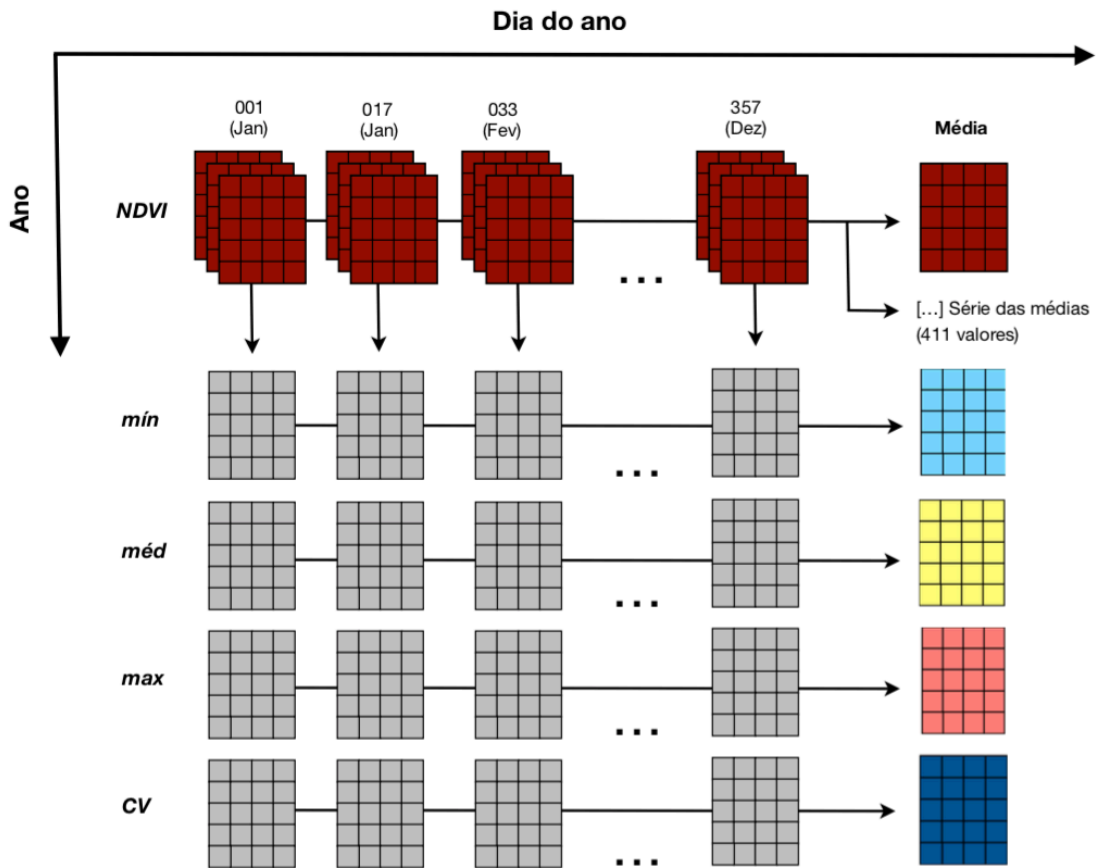 Dia do ano
Ano
001
(Jan)
017
(Jan)
033
(Fev)
357
(Dez)
Média
NDVI
...
[...] Série das médias
(411 valores)
mín
...
méd
...
max
...
CV
...